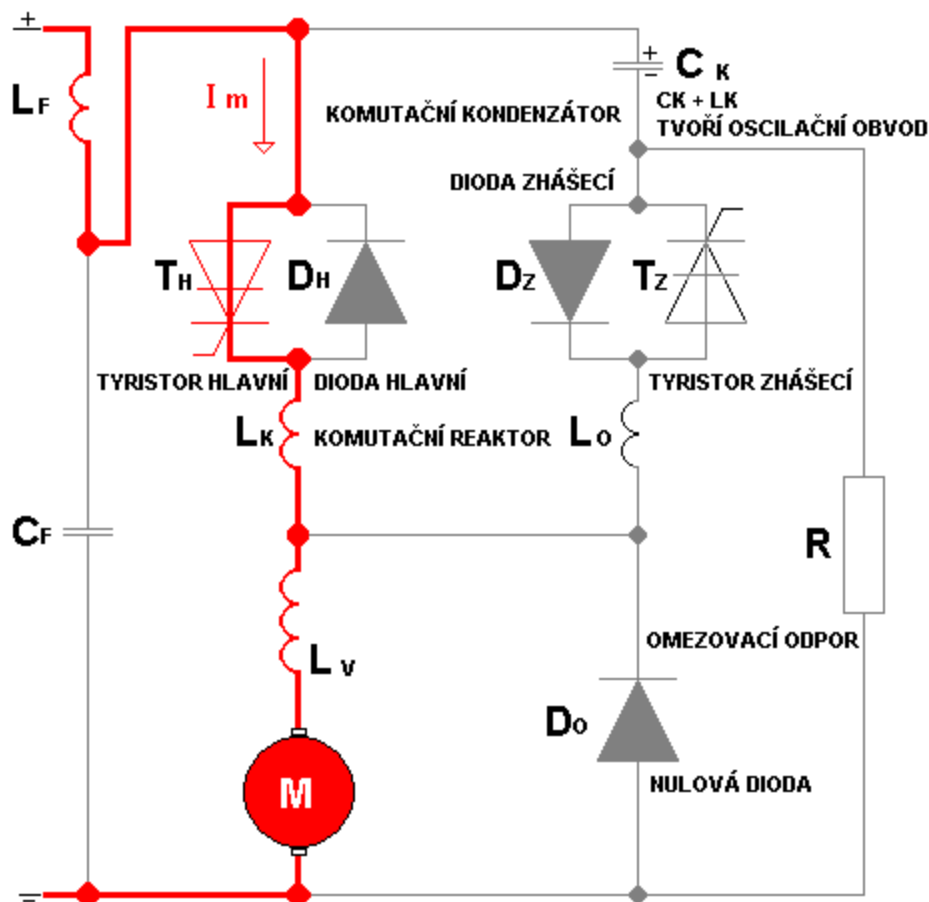 +
L F
I m
+
–
C K
CK + LK
TVOŘÍ OSCILAČNÍ OBVOD
KOMUTAČNÍ KONDENZÁTOR
DIODA ZHÁŠECÍ
TH
DH
DZ
TZ
TYRISTOR HLAVNÍ
DIODA HLAVNÍ
TYRISTOR ZHÁŠECÍ
LK
KOMUTAČNÍ REAKTOR
LO
CF
R
OMEZOVACÍ ODPOR
L V
DO
M
NULOVÁ DIODA
–